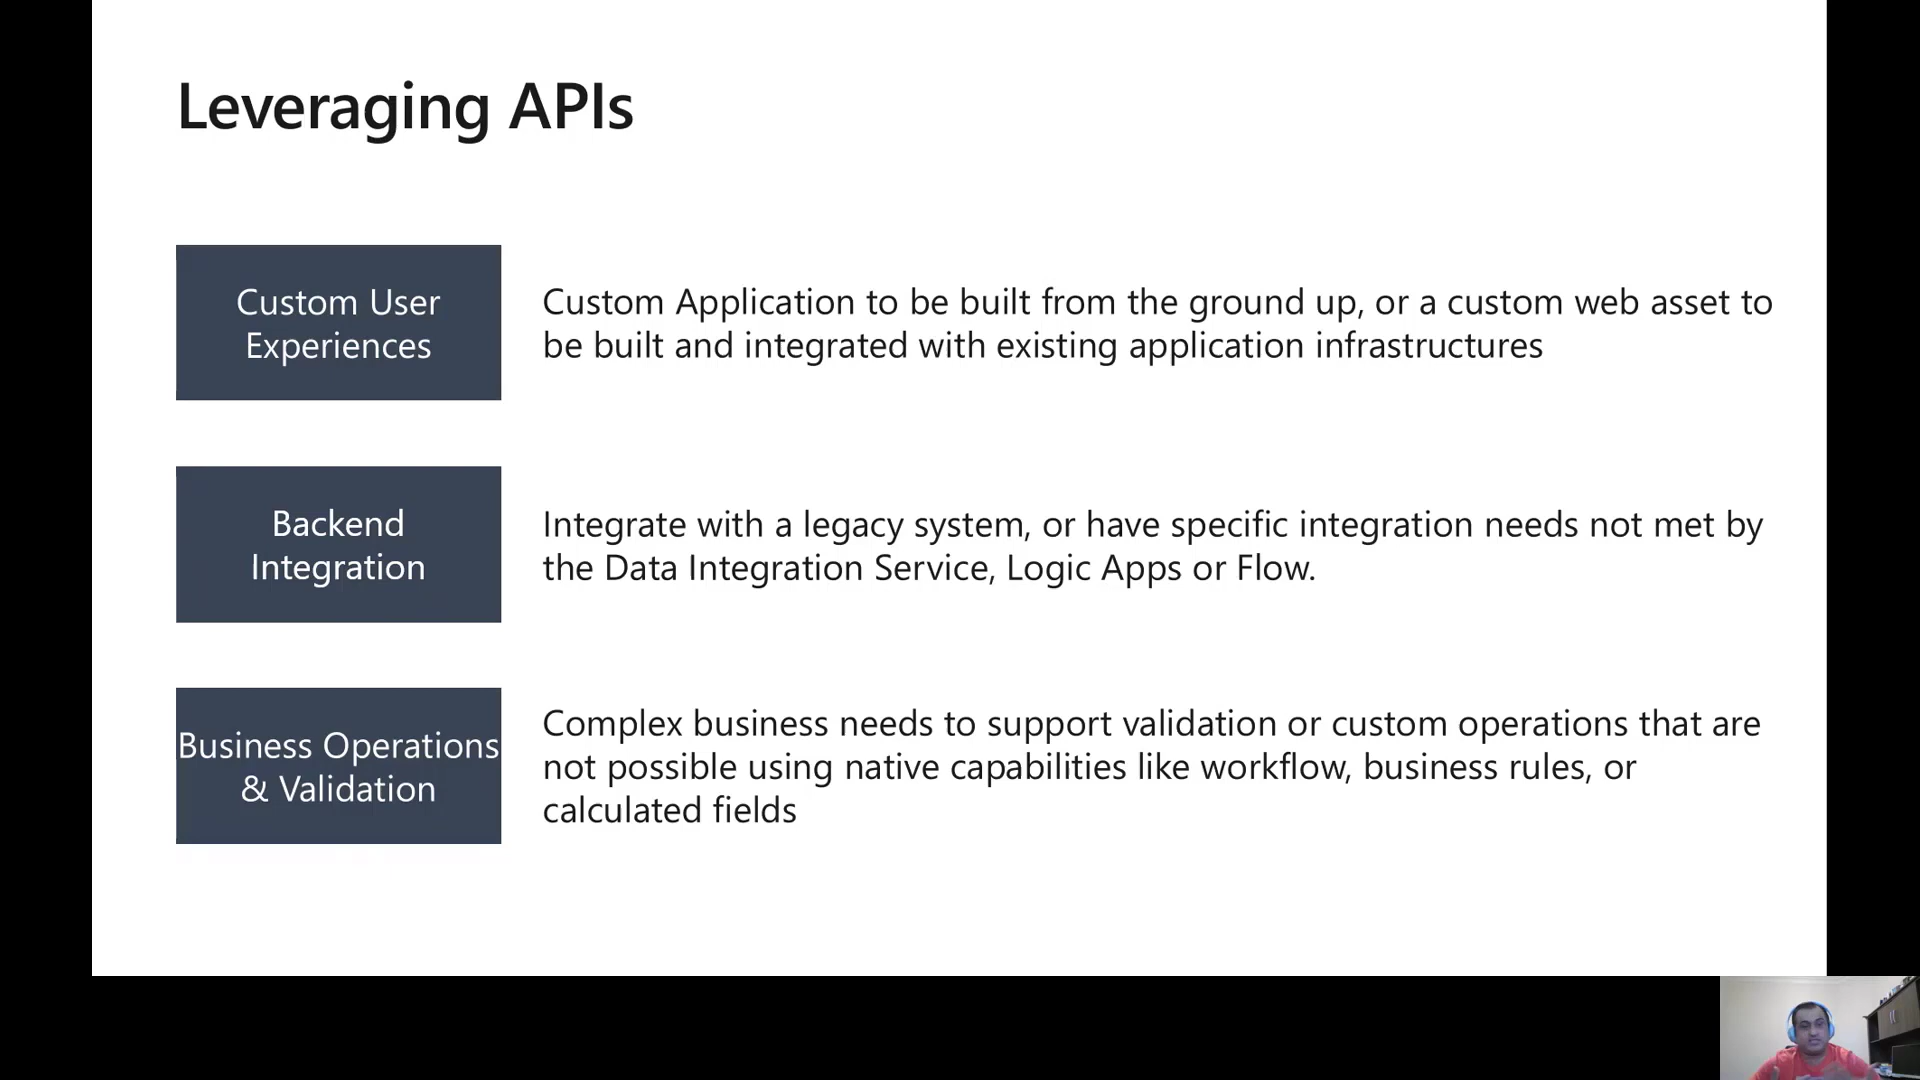 Leveraging APIs
Custom User
Experiences
Custom Application to be built from the ground up, or a custom web asset to
be built and integrated with existing application infrastructures
Backend
Integration
Integrate with a legacy system, or have specific integration needs not met by
the Data Integration Service, Logic Apps or Flow.
Business Operations
& Validation
Complex business needs to support validation or custom operations that are
not possible using native capabilities like workflow, business rules, or
calculated fields